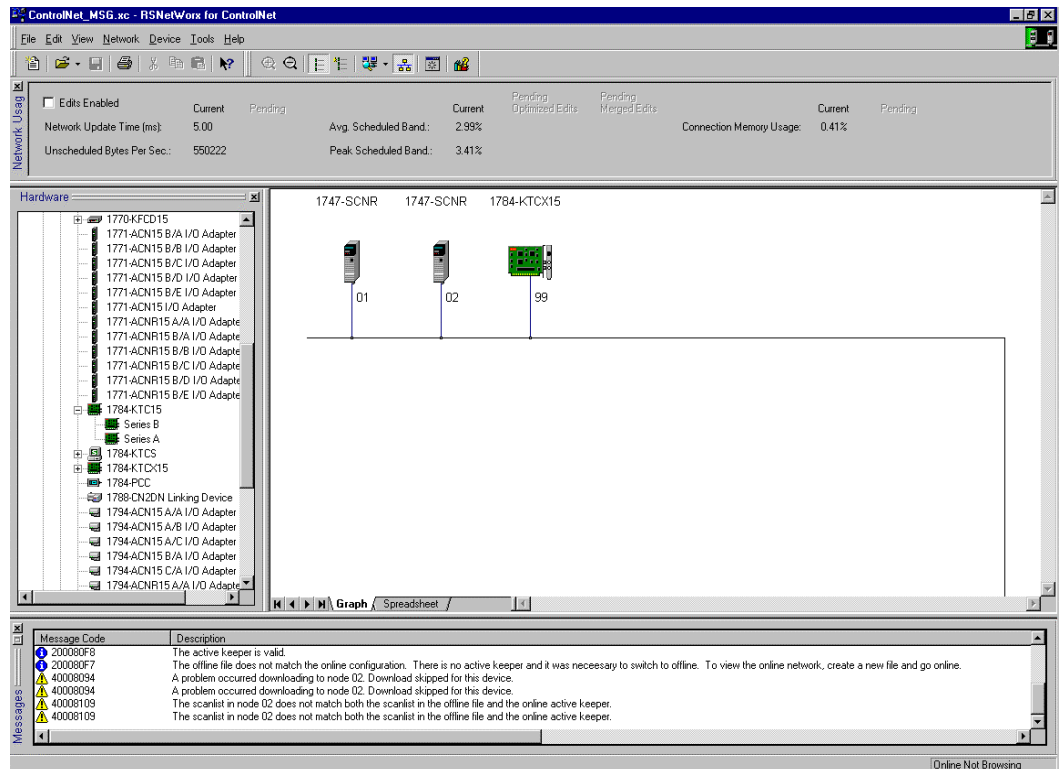 ControlNet_MSG.xc - RSNetWorx for ControlNet
File Edit View Network Device Tools Help
Network Usag
Edits Enabled
Current Pending Current Pending Optimized Edits Pending Merged Edits Current Pending
Network Update Time (ms): 5.00 Avg. Scheduled Band.: 2.99% Connection Memory Usage: 0.41%
Unscheduled Bytes Per Sec.: 550222 Peak Scheduled Band.: 3.41%
Hardware
1770-KFCD15
1771-ACN15 B/A I/O Adapter
1771-ACN15 B/B I/O Adapter
1771-ACN15 B/C I/O Adapter
1771-ACN15 B/D I/O Adapter
1771-ACN15 B/E I/O Adapter
1771-ACN15 I/O Adapter
1771-ACNR15 A/A I/O Adapte
1771-ACNR15 B/A I/O Adapte
1771-ACNR15 B/B I/O Adapte
1771-ACNR15 B/C I/O Adapte
1771-ACNR15 B/D I/O Adapte
1771-ACNR15 B/E I/O Adapte
1784-KTC15
Series B
Series A
1784-KTCS
1784-KTCX15
1784-PCC
1788-CN2DN Linking Device
1794-ACN15 A/A I/O Adapter
1794-ACN15 A/B I/O Adapter
1794-ACN15 A/C I/O Adapter
1794-ACN15 B/A I/O Adapter
1794-ACN15 C/A I/O Adapter
1794-ACNR15 A/A I/O Adapte
1747-SCNR 1747-SCNR 1784-KTCX15
01 02 99
Graph Spreadsheet
Messages
Message Code Description
200080F8 The active keeper is valid.
200080F7 The offline file does not match the online configuration. There is no active keeper and it was neceesary to switch to offline. To view the online network, create a new file and go online.
40008094 A problem occurred downloading to node 02. Download skipped for this device.
40008094 A problem occurred downloading to node 02. Download skipped for this device.
40008109 The scanlist in node 02 does not match both the scanlist in the offline file and the online active keeper.
40008109 The scanlist in node 02 does not match both the scanlist in the offline file and the online active keeper.
Online Not Browsing